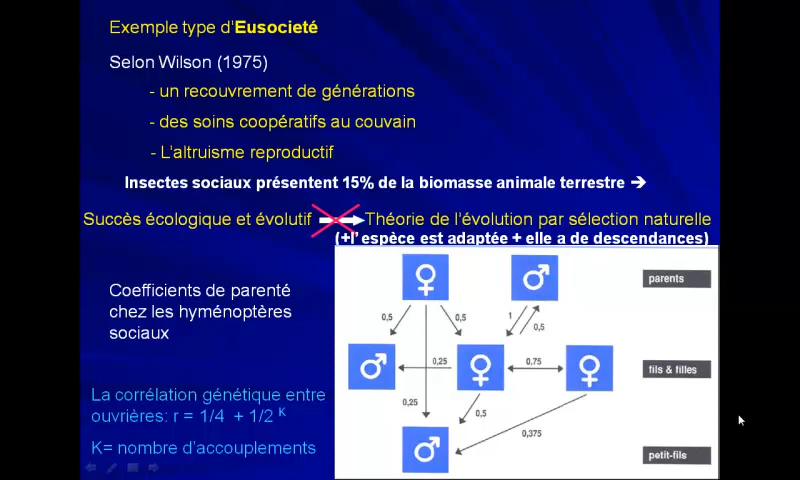 Exemple type d'Eusocieté
Selon Wilson (1975)
- un recouvrement de générations
- des soins coopératifs au couvain
- L'altruisme reproductif
Insectes sociaux présentent 15% de la biomasse animale terrestre ➔
Succès écologique et évolutif Théorie de l'évolution par sélection naturelle
(+l' espèce est adaptée + elle a de descendances)
Coefficients de parenté
chez les hyménoptères
sociaux
La corrélation génétique entre
ouvrières: r = 1/4 + 1/2 K
K= nombre d'accouplements
♀ ♂ parents
0,5 0,5 1 0,5
♂ 0,25 ♀ 0,75 ♀ fils & filles
0,25 0,5
0,375
♂ petit-fils